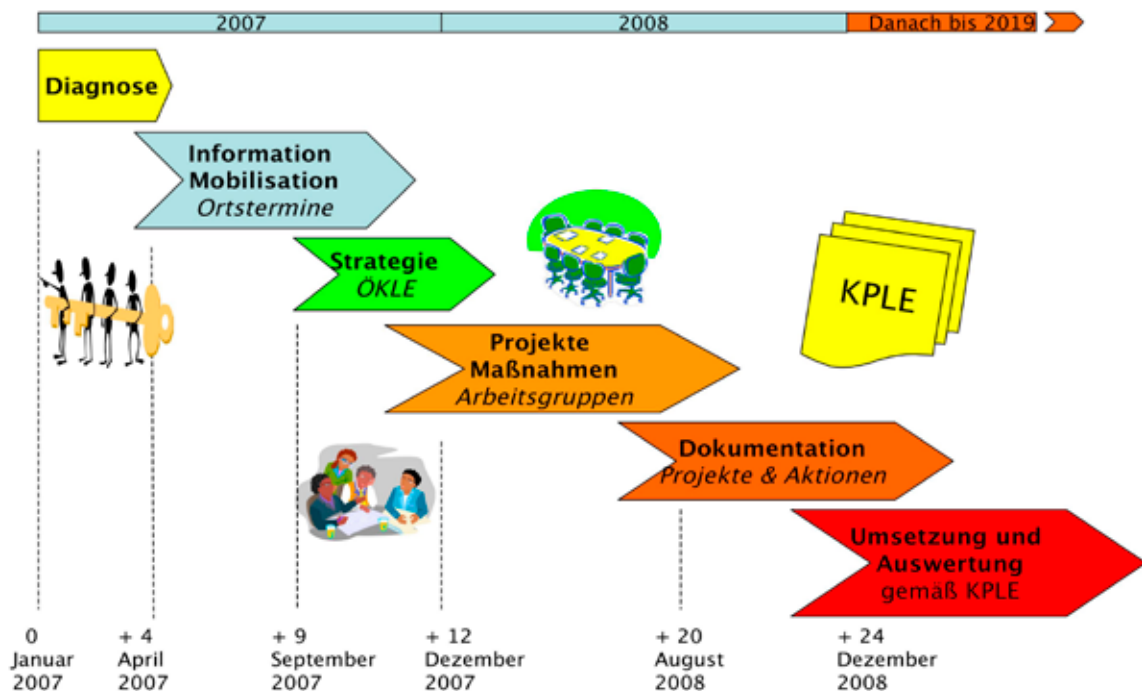 2007
2008
Danach bis 2019
Diagnose
Information
Mobilisation
Ortstermine
Strategie
ÖKLE
KPLE
Projekte
Maßnahmen
Arbeitsgruppen
Dokumentation
Projekte & Aktionen
Umsetzung und
Auswertung
gemäß KPLE
0
Januar
2007
+ 4
April
2007
+ 9
September
2007
+ 12
Dezember
2007
+ 20
August
2008
+ 24
Dezember
2008